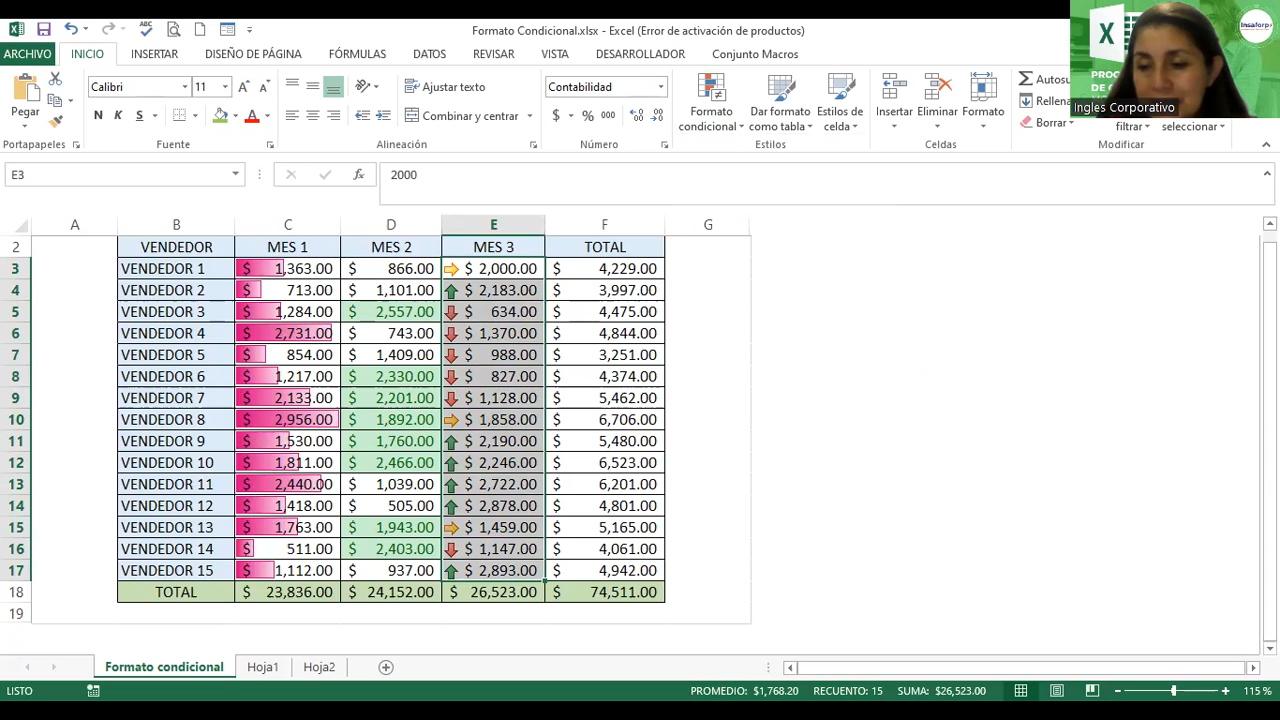 Formato Condicional.xlsx - Excel (Error de activación de productos)
ARCHIVO INICIO INSERTAR DISEÑO DE PÁGINA FÓRMULAS DATOS REVISAR VISTA DESARROLLADOR Conjunto Macros
Insaforp
Ingles Corporativo
Pegar
Calibri 11
N K S
Ajustar texto
Combinar y centrar
Contabilidad
$ % 000
Formato condicional
Dar formato como tabla
Estilos de celda
Insertar Eliminar Formato
Borrar
filtrar seleccionar
Portapapeles Fuente Alineación Número Estilos Celdas Modificar
E3 fx 2000
A B C D E F G
2 VENDEDOR MES 1 MES 2 MES 3 TOTAL
3 VENDEDOR 1 $ 1,363.00 $ 866.00 $ 2,000.00 $ 4,229.00
4 VENDEDOR 2 $ 713.00 $ 1,101.00 $ 2,183.00 $ 3,997.00
5 VENDEDOR 3 $ 1,284.00 $ 2,557.00 $ 634.00 $ 4,475.00
6 VENDEDOR 4 $ 2,731.00 $ 743.00 $ 1,370.00 $ 4,844.00
7 VENDEDOR 5 $ 854.00 $ 1,409.00 $ 988.00 $ 3,251.00
8 VENDEDOR 6 $ 1,217.00 $ 2,330.00 $ 827.00 $ 4,374.00
9 VENDEDOR 7 $ 2,133.00 $ 2,201.00 $ 1,128.00 $ 5,462.00
10 VENDEDOR 8 $ 2,956.00 $ 1,892.00 $ 1,858.00 $ 6,706.00
11 VENDEDOR 9 $ 1,530.00 $ 1,760.00 $ 2,190.00 $ 5,480.00
12 VENDEDOR 10 $ 1,811.00 $ 2,466.00 $ 2,246.00 $ 6,523.00
13 VENDEDOR 11 $ 2,440.00 $ 1,039.00 $ 2,722.00 $ 6,201.00
14 VENDEDOR 12 $ 1,418.00 $ 505.00 $ 2,878.00 $ 4,801.00
15 VENDEDOR 13 $ 1,763.00 $ 1,943.00 $ 1,459.00 $ 5,165.00
16 VENDEDOR 14 $ 511.00 $ 2,403.00 $ 1,147.00 $ 4,061.00
17 VENDEDOR 15 $ 1,112.00 $ 937.00 $ 2,893.00 $ 4,942.00
18 TOTAL $ 23,836.00 $ 24,152.00 $ 26,523.00 $ 74,511.00
19
Formato condicional Hoja1 Hoja2
LISTO PROMEDIO: $1,768.20 RECUENTO: 15 SUMA: $26,523.00 115 %